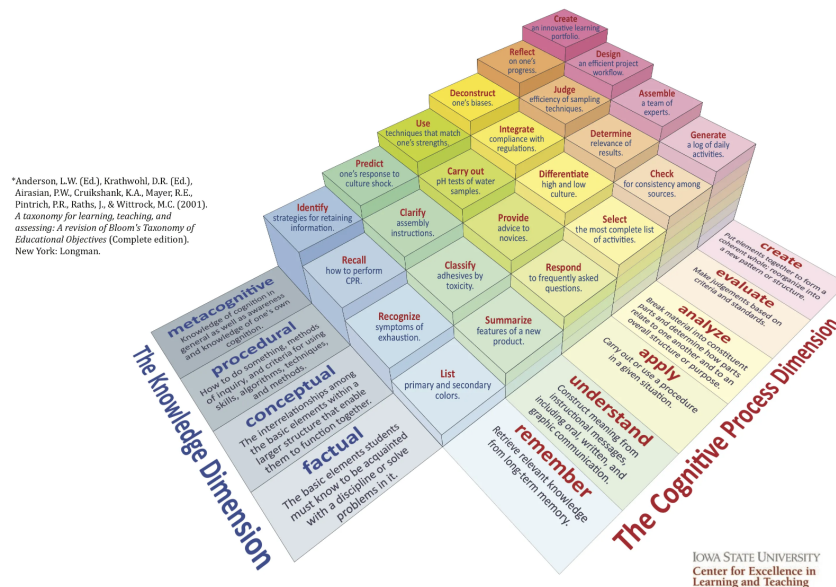 *Anderson, L.W. (Ed.), Krathwohl, D.R. (Ed.),
Airasian, P.W., Cruikshank, K.A., Mayer, R.E.,
Pintrich, P.R., Raths, J., & Wittrock, M.C. (2001).
A taxonomy for learning, teaching, and
assessing: A revision of Bloom's Taxonomy of
Educational Objectives (Complete edition).
New York: Longman.
Create
an innovative learning
portfolio.
Reflect
on one's
progress.
Design
an efficient project
workflow.
Deconstruct
one's biases.
Judge
efficiency of sampling
techniques.
Assemble
a team of
experts.
Use
techniques that match
one's strengths.
Integrate
compliance with
regulations.
Determine
relevance of
results.
Generate
a log of daily
activities.
Predict
one's response to
culture shock.
Carry out
pH tests of water
samples.
Differentiate
high and low
culture.
Check
for consistency among
sources.
Identify
strategies for retaining
information.
Clarify
assembly
instructions.
Provide
advice to
novices.
Select
the most complete list
of activities.
Recall
how to perform
CPR.
Classify
adhesives by
toxicity.
Respond
to frequently asked
questions.
Recognize
symptoms of
exhaustion.
Summarize
features of a new
product.
List
primary and secondary
colors.
The Knowledge Dimension
metacognitive
Knowledge of cognition in
general as well as awareness
and knowledge of one's own
cognition.
procedural
How to do something, methods
of inquiry, and criteria for using
skills, algorithms, techniques,
and methods.
conceptual
The interrelationships among
the basic elements within a
larger structure that enable
them to function together.
factual
The basic elements students
must know to be acquainted
with a discipline or solve
problems in it.
The Cognitive Process Dimension
create
Put elements together to form a
coherent whole; reorganize into
a new pattern or structure.
evaluate
Make judgements based on
criteria and standards.
analyze
Break material into constituent
parts and determine how parts
relate to one another and to an
overall structure or purpose
apply
Carry out or use a procedure
in a given situation.
understand
Construct meaning from
instructional messages,
including oral, written, and
graphic communication.
remember
Retrieve relevant knowledge
from long-term memory.
IOWA STATE UNIVERSITY
Center for Excellence in
Learning and Teaching